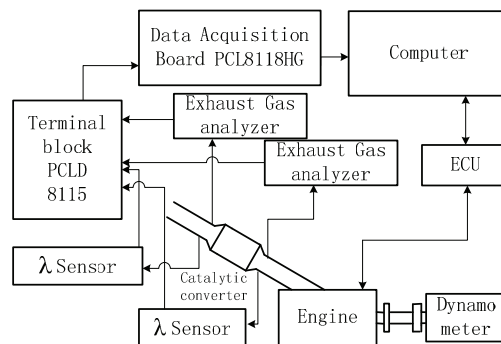 Data Acquisition
Board PCL8118HG
Computer
Exhaust Gas
analyzer
Terminal
block
PCLD
8115
Exhaust Gas
analyzer
ECU
λ Sensor
Catalytic
converter
λ Sensor
Engine
Dynamo
meter